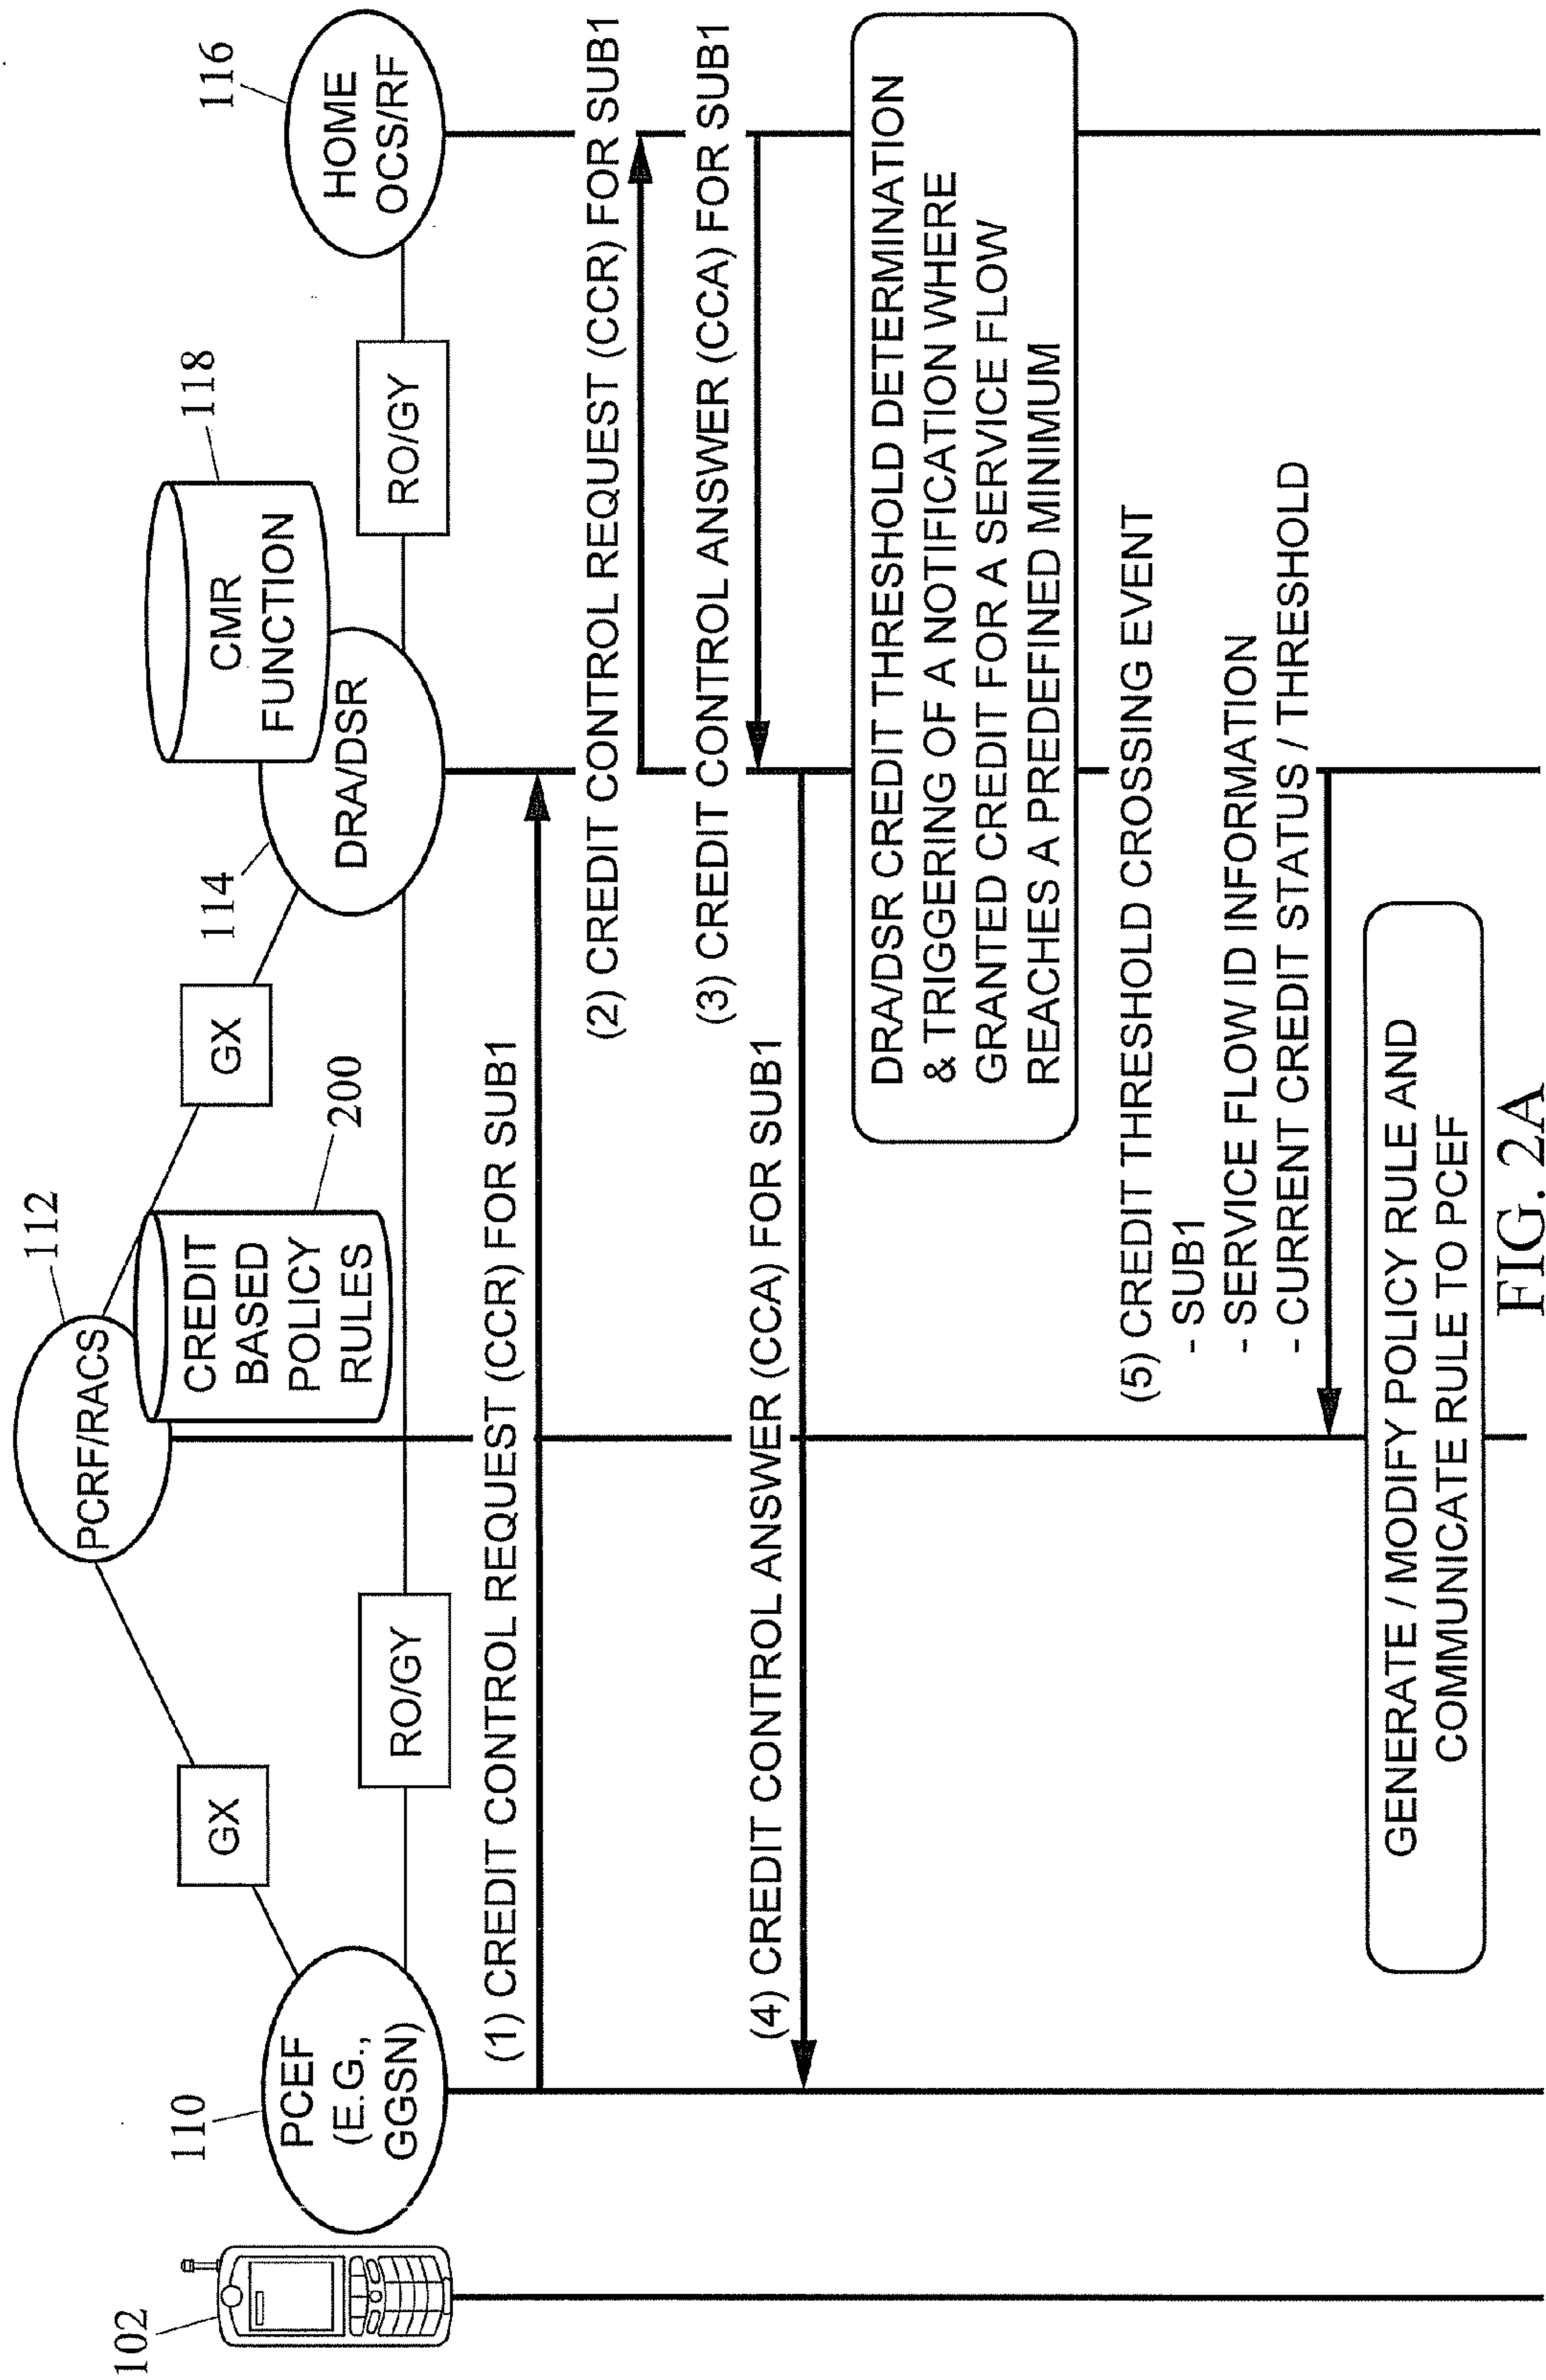 102
110
PCEF
(E.G.,
GGSN)
GX
RO/GY
112
PCRF/RACS
CREDIT
BASED
POLICY
RULES
200
GX
114
DRA/DSR
118
CMR
FUNCTION
RO/GY
116
HOME
OCS/RF
(1) CREDIT CONTROL REQUEST (CCR) FOR SUB1
(2) CREDIT CONTROL REQUEST (CCR) FOR SUB1
(3) CREDIT CONTROL ANSWER (CCA) FOR SUB1
(4) CREDIT CONTROL ANSWER (CCA) FOR SUB1
DRA/DSR CREDIT THRESHOLD DETERMINATION
& TRIGGERING OF A NOTIFICATION WHERE
GRANTED CREDIT FOR A SERVICE FLOW
REACHES A PREDEFINED MINIMUM
(5) CREDIT THRESHOLD CROSSING EVENT
- SUB1
- SERVICE FLOW ID INFORMATION
- CURRENT CREDIT STATUS / THRESHOLD
GENERATE / MODIFY POLICY RULE AND
COMMUNICATE RULE TO PCEF
FIG. 2A